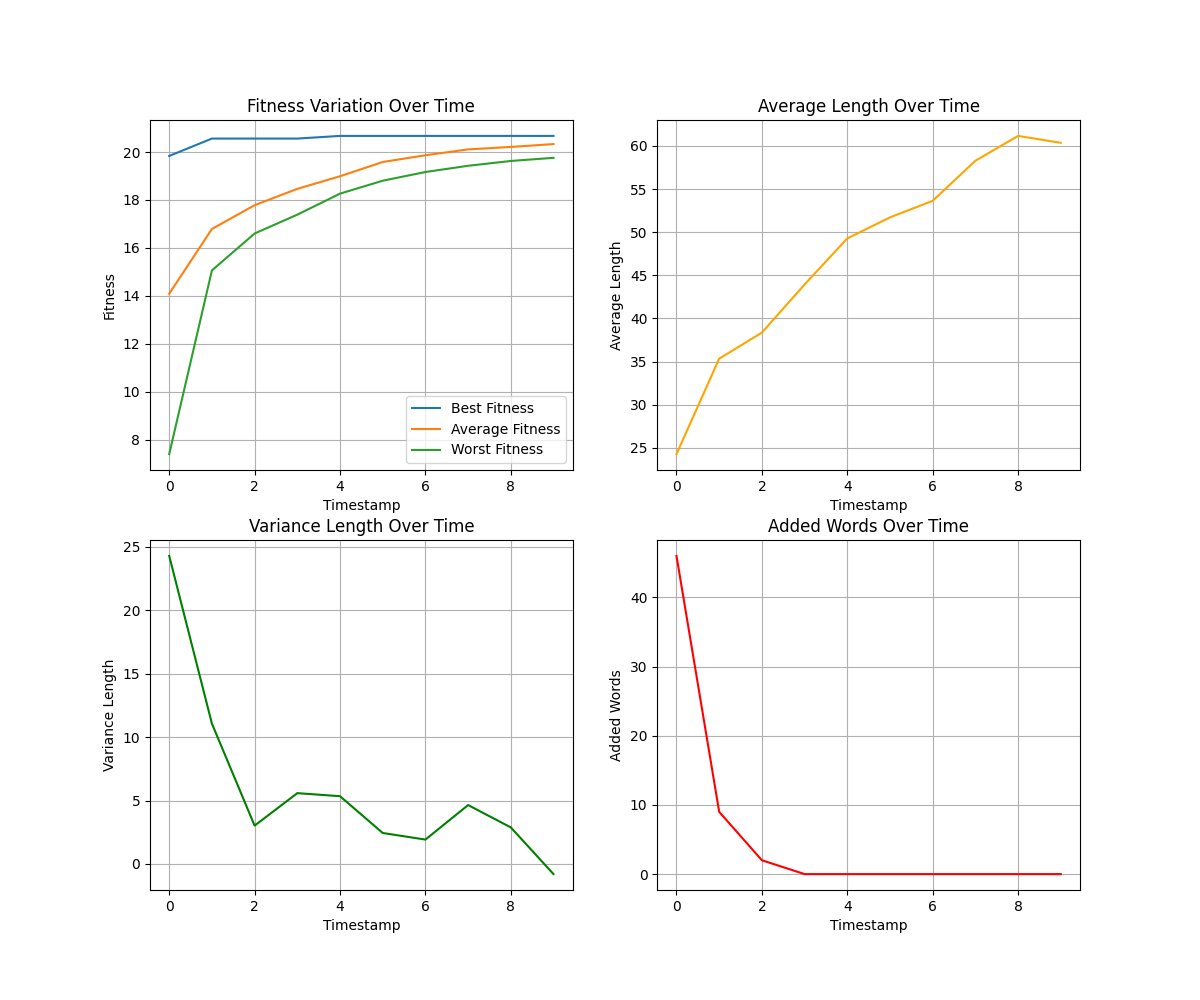 Fitness Variation Over Time
20
18
16
14
12
10
8
Fitness
Best Fitness
Average Fitness
Worst Fitness
0 2 4 6 8
Timestamp
Average Length Over Time
60
55
50
45
40
35
30
25
Average Length
0 2 4 6 8
Timestamp
Variance Length Over Time
25
20
15
10
5
0
Variance Length
0 2 4 6 8
Timestamp
Added Words Over Time
40
30
20
10
0
Added Words
0 2 4 6 8
Timestamp